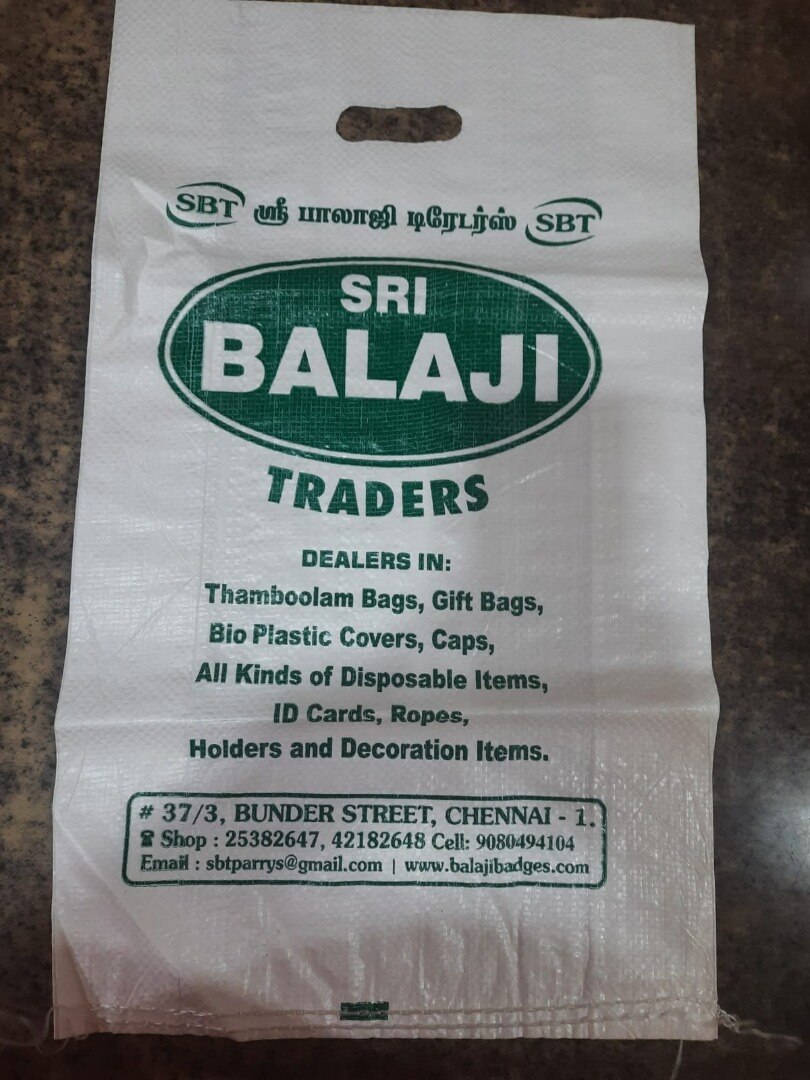 SBT ஸ்ரீ பாலாஜி டிரேடர்ஸ் SBT
SRI
BALAJI
TRADERS
DEALERS IN:
Thamboolam Bags, Gift Bags,
Bio Plastic Covers, Caps,
All Kinds of Disposable Items,
ID Cards, Ropes,
Holders and Decoration Items.
# 37/3, BUNDER STREET, CHENNAI - 1.
☎ Shop : 25382647, 42182648 Cell: 9080494104
Email : sbtparrys@gmail.com | www.balajibadges.com